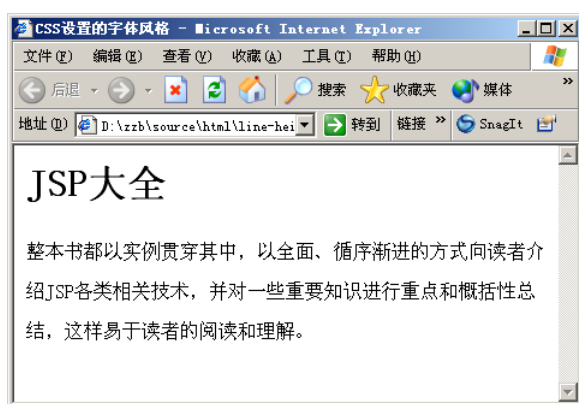 CSS设置的字体风格 - Microsoft Internet Explorer
文件(F) 编辑(E) 查看(V) 收藏(A) 工具(T) 帮助(H)
后退 搜索 收藏夹 媒体 »
地址(D) D:\zzb\source\html\line-hei 转到 链接 » SnagIt
JSP大全
整本书都以实例贯穿其中，以全面、循序渐进的方式向读者介
绍JSP各类相关技术，并对一些重要知识进行重点和概括性总
结，这样易于读者的阅读和理解。